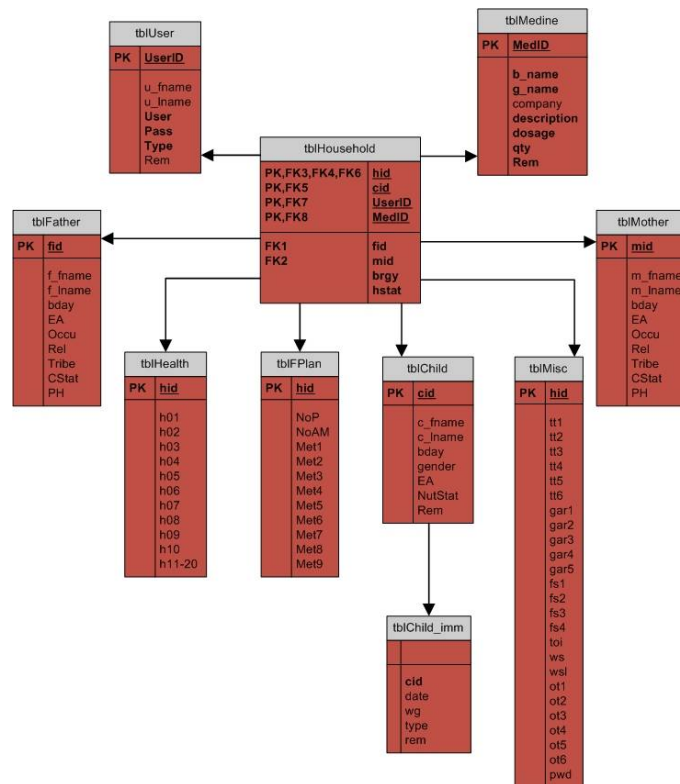 tblUser
PK UserID
u_fname
u_lname
User
Pass
Type
Rem
tblMedine
PK MedID
b_name
g_name
company
description
dosage
qty
Rem
tblHousehold
PK,FK3,FK4,FK6 hid
PK,FK5 cid
PK,FK7 UserID
PK,FK8 MedID
FK1 fid
FK2 mid
brgy
hstat
tblFather
PK fid
f_fname
f_lname
bday
EA
Occu
Rel
Tribe
CStat
PH
tblMother
PK mid
m_fname
m_lname
bday
EA
Occu
Rel
Tribe
CStat
PH
tblHealth
PK hid
h01
h02
h03
h04
h05
h06
h07
h08
h09
h10
h11-20
tblFPlan
PK hid
NoP
NoAM
Met1
Met2
Met3
Met4
Met5
Met6
Met7
Met8
Met9
tblChild
PK cid
c_fname
c_lname
bday
gender
EA
NutStat
Rem
tblMisc
PK hid
tt1
tt2
tt3
tt4
tt5
tt6
gar1
gar2
gar3
gar4
gar5
fs1
fs2
fs3
fs4
toi
ws
wsl
ot1
ot2
ot3
ot4
ot5
ot6
pwd
tblChild_imm
cid
date
wg
type
rem